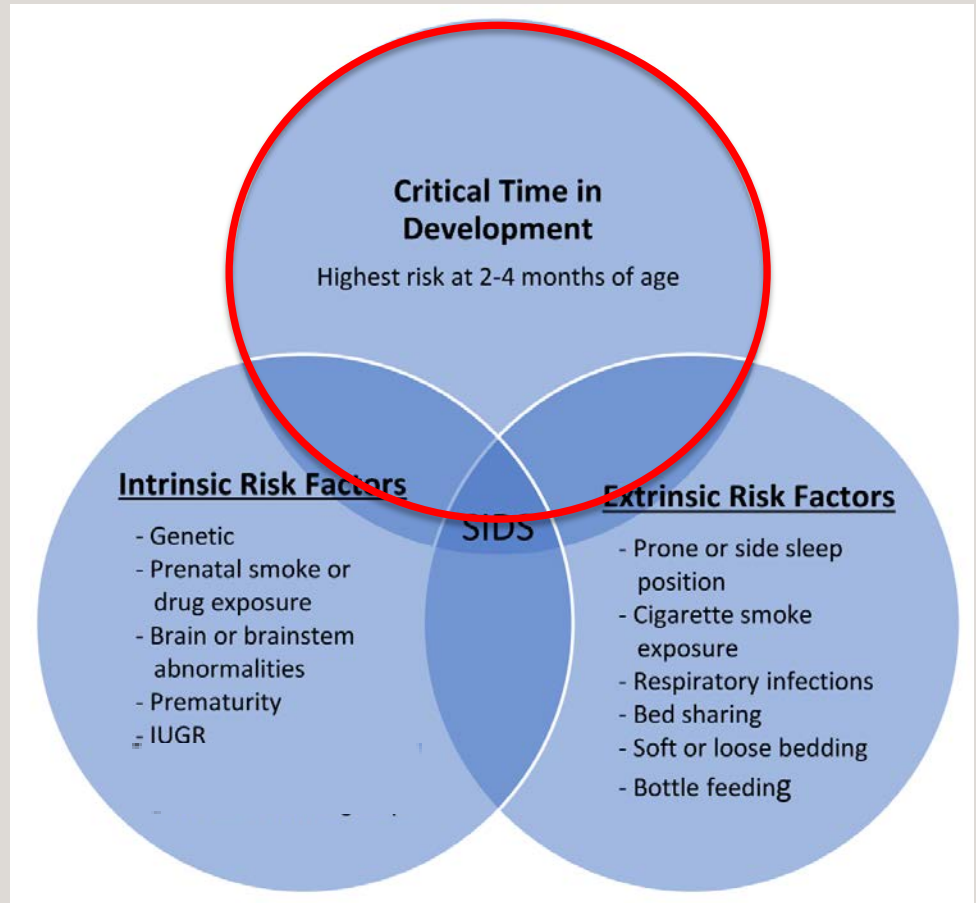 Critical Time in
Development
Highest risk at 2-4 months of age
Intrinsic Risk Factors
- Genetic
- Prenatal smoke or
drug exposure
- Brain or brainstem
abnormalities
- Prematurity
- IUGR
SIDS
Extrinsic Risk Factors
- Prone or side sleep
position
- Cigarette smoke
exposure
- Respiratory infections
- Bed sharing
- Soft or loose bedding
- Bottle feeding